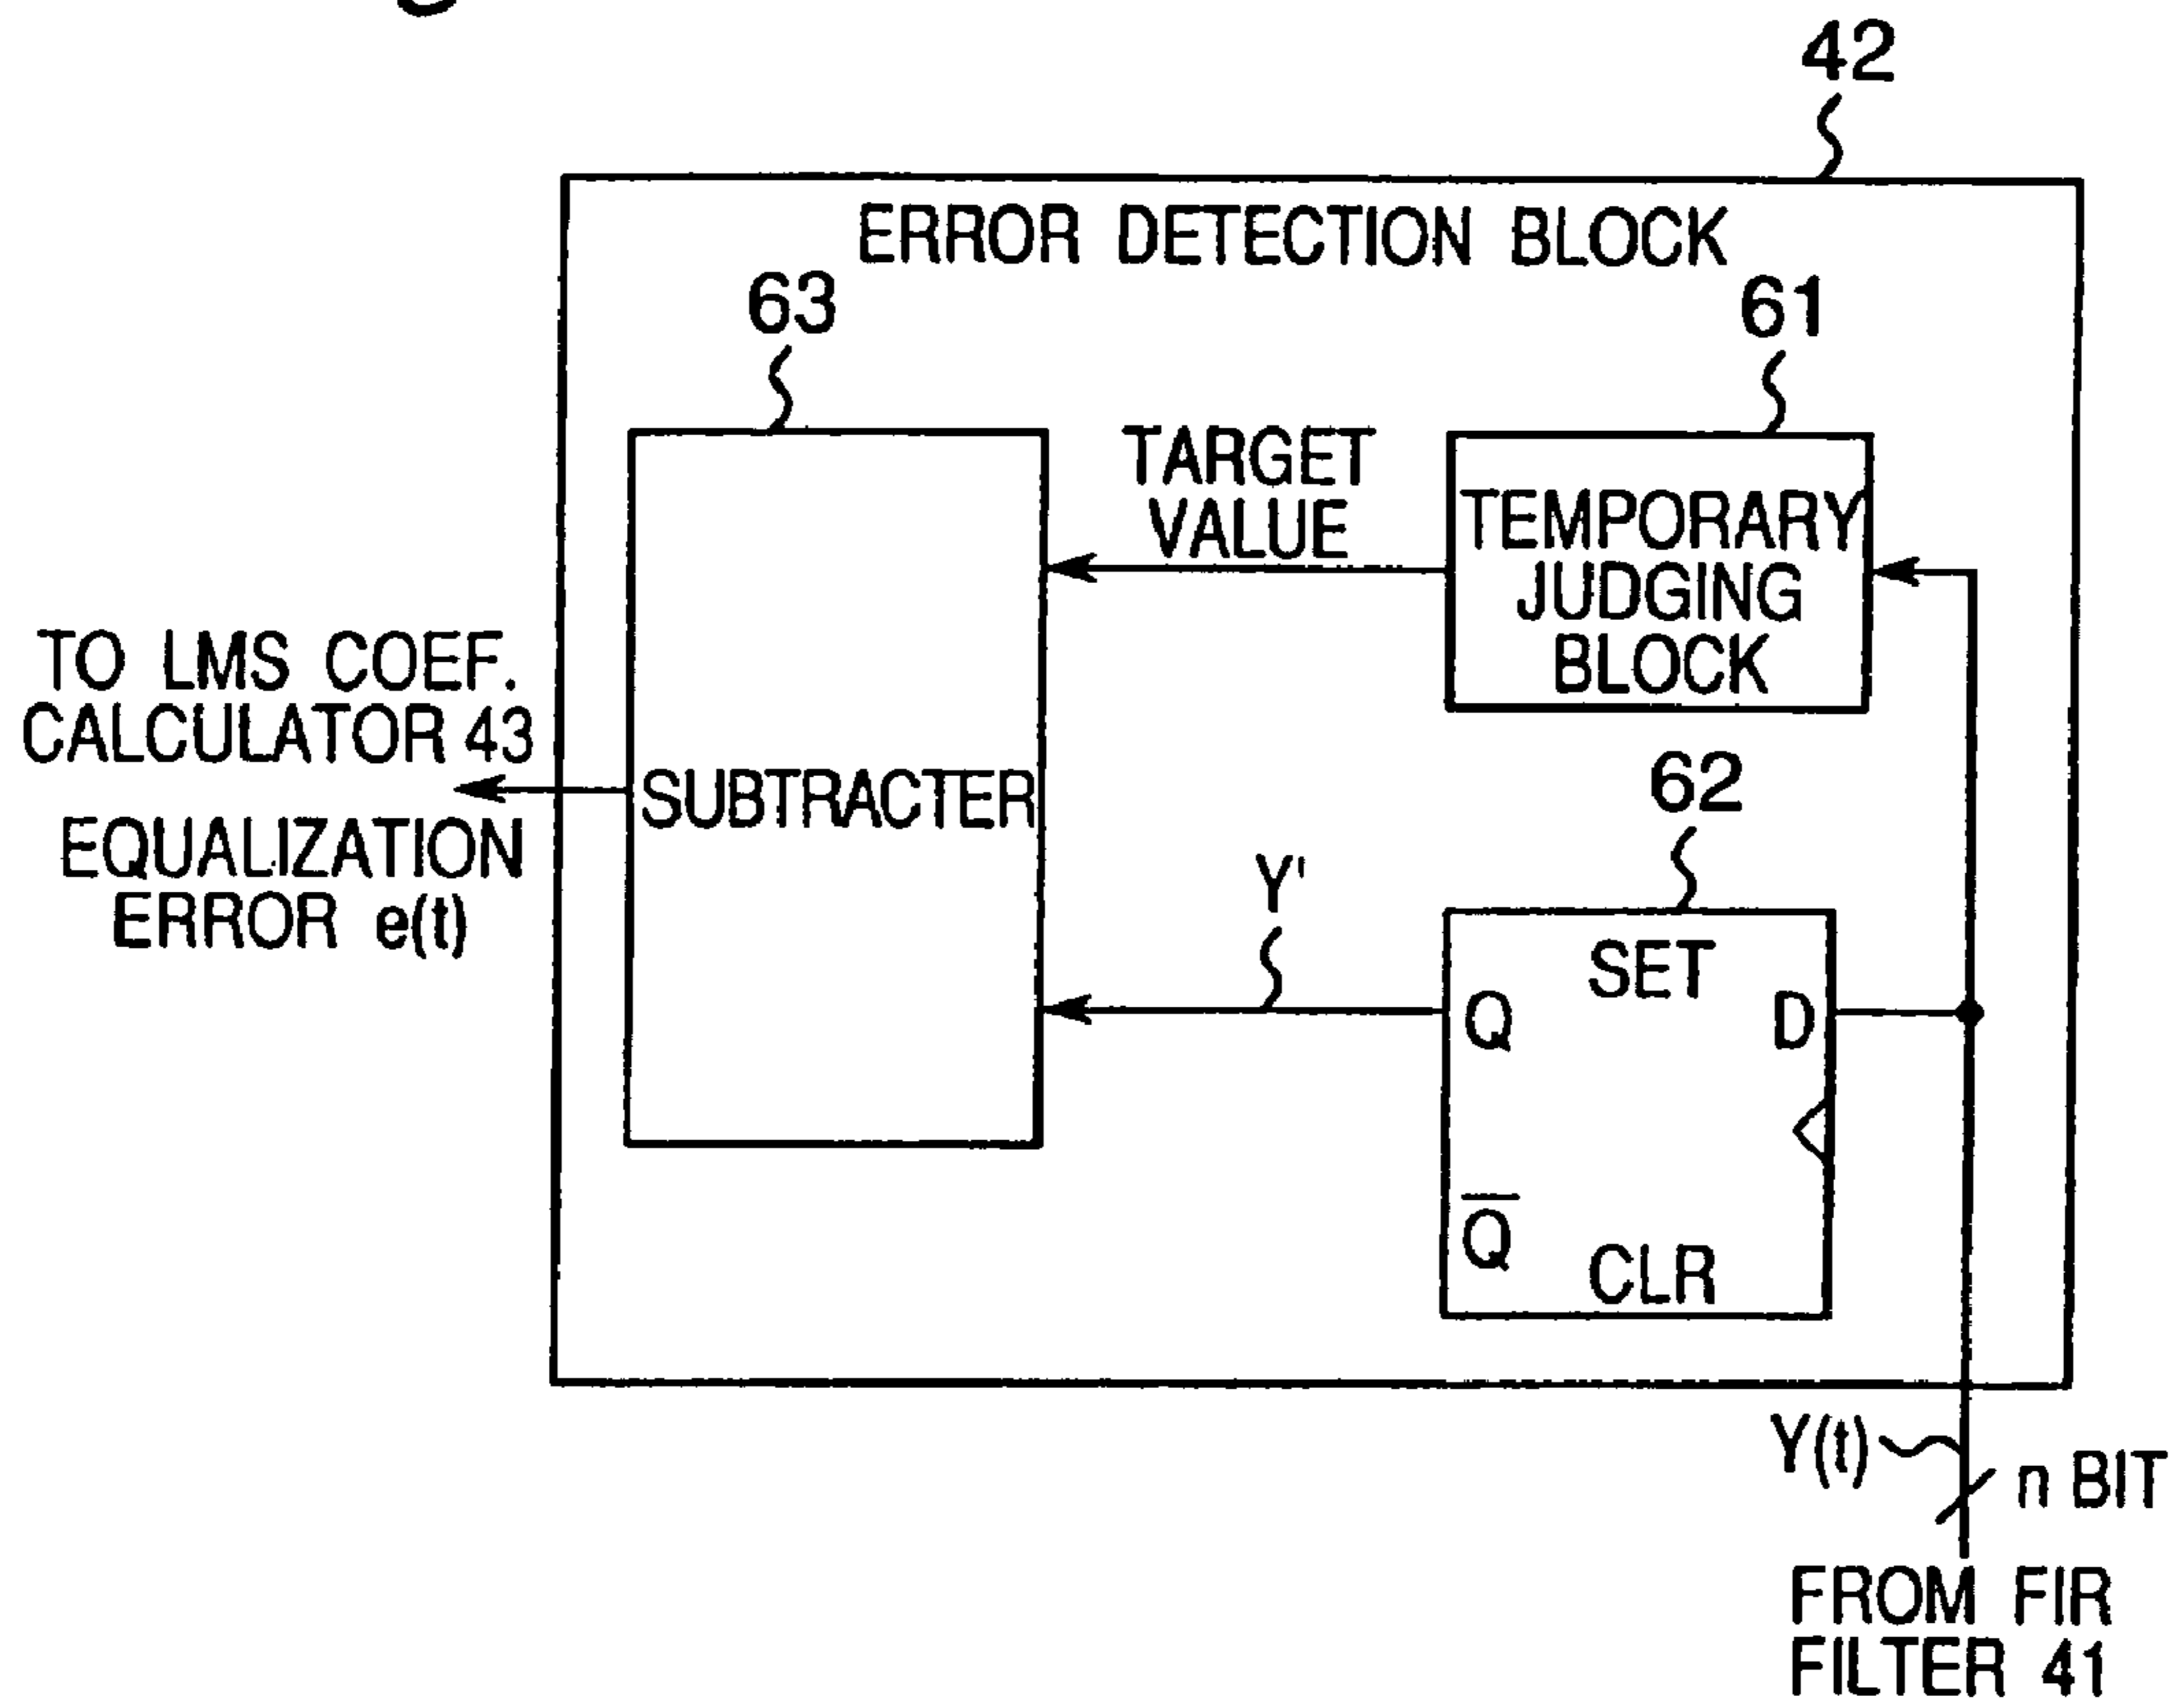 42
ERROR DETECTION BLOCK
63
61
TARGET
VALUE
TEMPORARY
JUDGING
BLOCK
TO LMS COEF.
CALCULATOR 43
SUBTRACTER
EQUALIZATION
ERROR e(t)
62
Y'
SET
Q
D
Q̅
CLR
Y(t)
n BIT
FROM FIR
FILTER 41